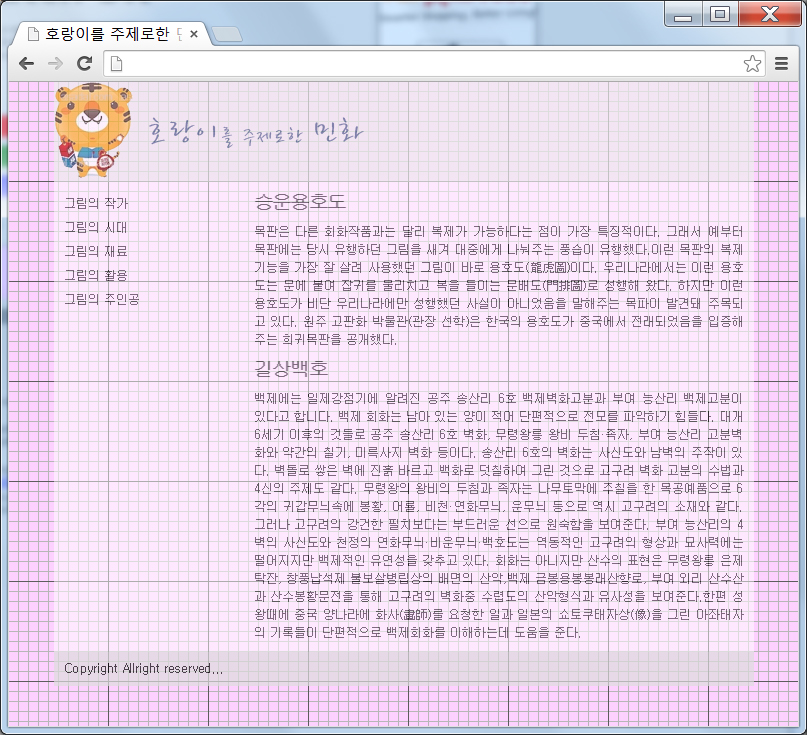 호랑이를 주제로한
호랑이를 주제로한 민화
그림의 작가
그림의 시대
그림의 재료
그림의 활용
그림의 주인공
승운용호도
목판은 다른 회화작품과는 달리 복제가 가능하다는 점이 가장 특징적이다. 그래서 예부터
목판에는 당시 유행하던 그림을 새겨 대중에게 나눠주는 풍습이 유행했다.이런 목판의 복제
기능을 가장 잘 살려 사용했던 그림이 바로 용호도(龍虎圖)이다. 우리나라에서는 이런 용호
도는 문에 붙여 잡귀를 물리치고 복을 들이는 문배도(門排圖)로 성행해 왔다. 하지만 이런
용호도가 비단 우리나라에만 성행했던 사실이 아니었음을 말해주는 목파이 발견돼 주목되
고 있다. 원주 고판화 박물관(관장 선학)은 한국의 용호도가 중국에서 전래되었음을 입증해
주는 희귀목판을 공개했다.
길상백호
백제에는 일제강점기에 알려진 공주 송산리 6호 백제벽화고분과 부여 능산리 백제고분이
있다고 합니다. 백제 회화는 남아 있는 양이 적어 단편적으로 전모를 파악하기 힘들다. 대개
6세기 이후의 것들로 공주 송산리 6호 벽화, 무령왕릉 왕비 두침·족자, 부여 능산리 고분벽
화와 약간의 칠기, 미륵사지 벽화 등이다. 송산리 6호의 벽화는 사신도와 남벽의 주작이 있
다. 벽돌로 쌓은 벽에 진흙 바르고 백화로 덧칠하여 그린 것으로 고구려 벽화 고분의 수법과
4신의 주제도 같다. 무령왕의 왕비의 두침과 족자는 나무토막에 주칠을 한 목공예품으로 6
각의 귀갑무늬속에 봉황, 어룡, 비천·연화무늬, 운무늬 등으로 역시 고구려의 소재와 같다.
그러나 고구려의 강건한 필치보다는 부드러운 선으로 원숙함을 보여준다. 부여 능산리의 4
벽의 사신도와 천정의 연화무늬·비운무늬·백호도는 역동적인 고구려의 형상과 묘사력에는
떨어지지만 백제적인 유연성을 갖추고 있다. 회화는 아니지만 산수의 표현은 무령왕릉 은제
탁잔, 창풍납석제 불보살병립상의 배면의 산악,백제 금봉용봉봉래산향로, 부여 외리 산수산
과 산수봉황문전을 통해 고구려의 벽화중 수렵도의 산악형식과 유사성을 보여준다.한편 성
왕때에 중국 양나라에 화사(畫師)를 요청한 일과 일본의 쇼토쿠태자상(像)을 그린 아좌태자
의 기록들이 단편적으로 백제회화를 이해하는데 도움을 준다.
Copyright Allright reserved,,,